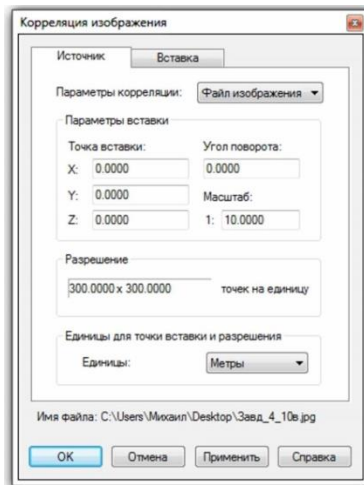 Корреляция изображения
Источник
Вставка
Параметры корреляции: Файл изображения
Параметры вставки
Точка вставки: Угол поворота:
X: 0.0000 0.0000
Y: 0.0000 Масштаб:
Z: 0.0000 1: 10.0000
Разрешение
300.0000 x 300.0000 точек на единицу
Единицы для точки вставки и разрешения
Единицы: Метры
Имя файла: C:\Users\Михаил\Desktop\Завд_4_10в.jpg
OK Отмена Применить Справка